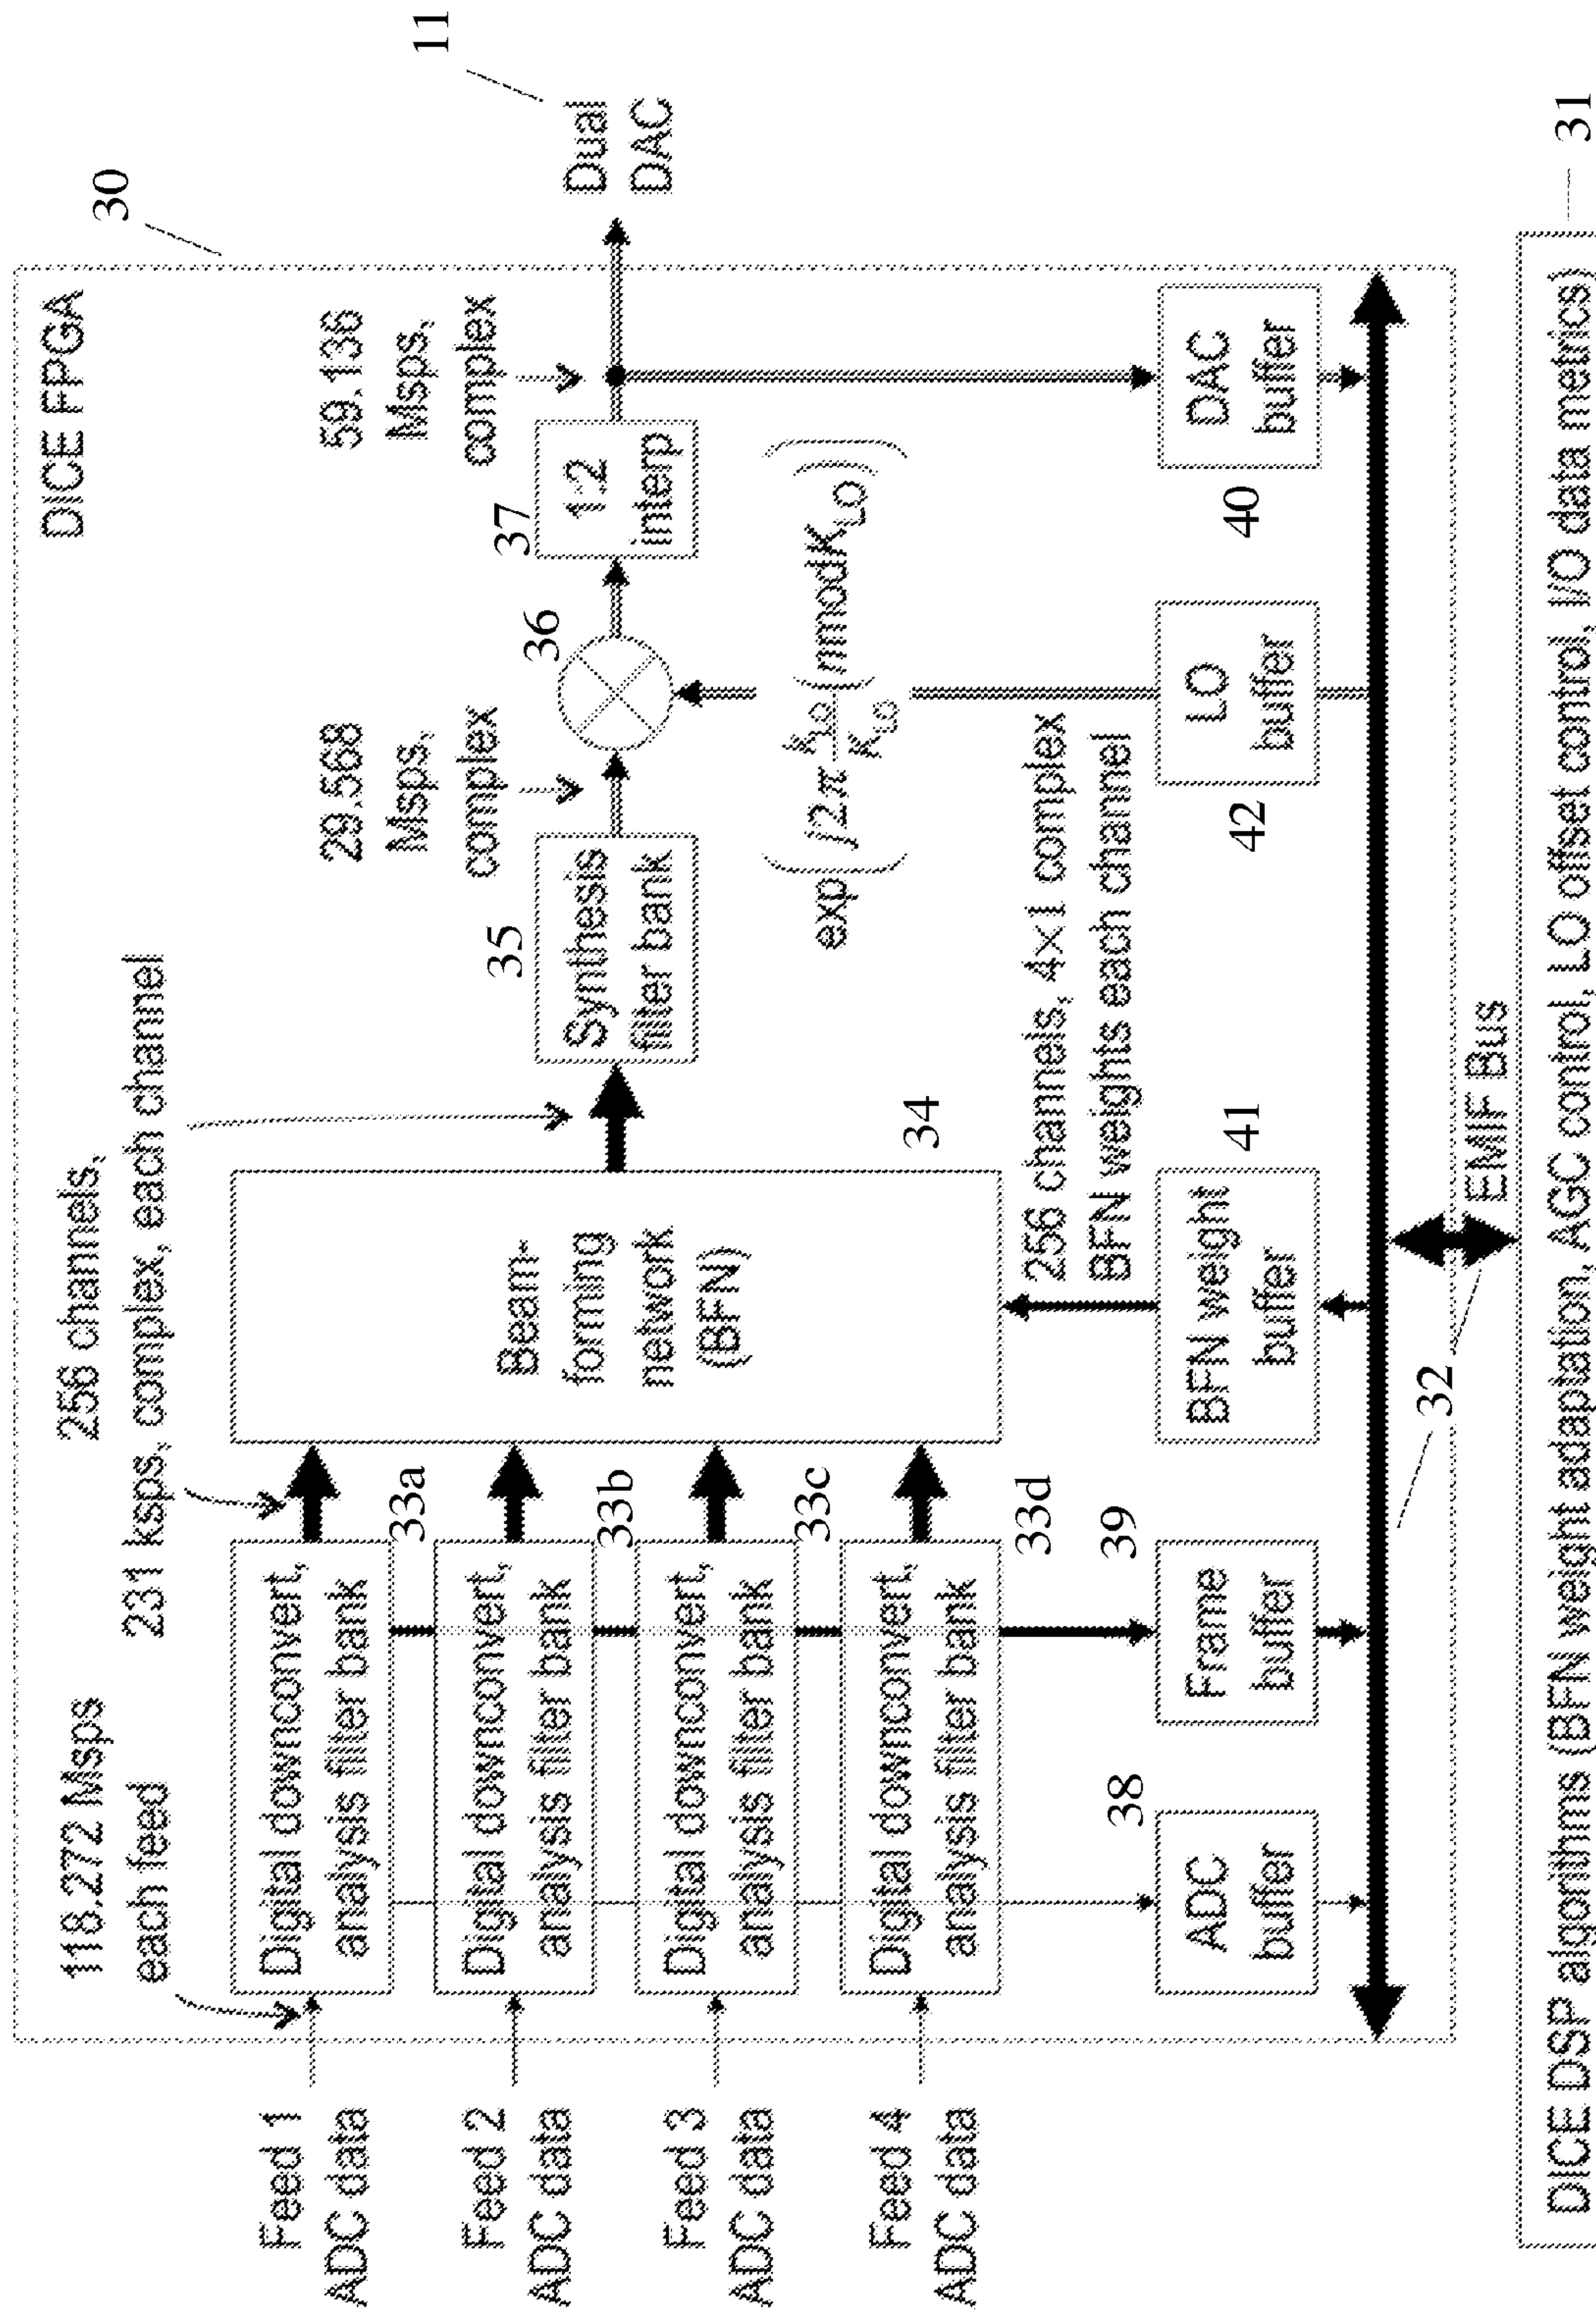 DICE FPGA
30
118.272 Msps
each feed
256 channels,
231 ksps, complex, each channel
29.568
Msps,
complex
59.136
Msps,
complex
Feed 1
ADC data
Digital downconvert,
analysis filter bank
33a
Feed 2
ADC data
Digital downconvert,
analysis filter bank
33b
Feed 3
ADC data
Digital downconvert,
analysis filter bank
33c
Feed 4
ADC data
Digital downconvert,
analysis filter bank
33d
Beam-
forming
network
(BFN)
34
35
Synthesis
filter bank
36
37
1:2
interp
Dual
DAC
11
exp( j2π kLO/KLO (nmodKLO) )
256 channels, 4×1 complex
BFN weights each channel
38
ADC
buffer
39
Frame
buffer
41
BFN weight
buffer
42
LO
buffer
40
DAC
buffer
32
EMIF Bus
31
DICE DSP algorithms (BFN weight adaptation, AGC control, LO offset control, I/O data metrics)